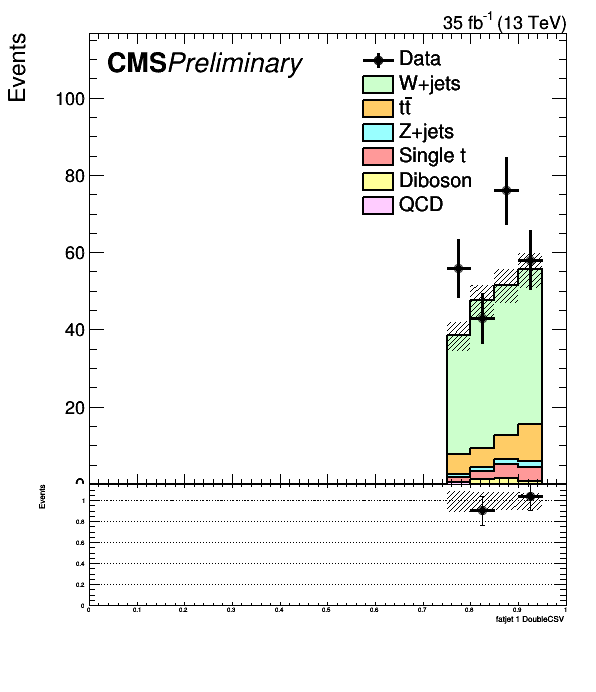 35 fb-1 (13 TeV)
Events
CMS Preliminary
Data
W+jets
tt̄
Z+jets
Single t
Diboson
QCD
100
80
60
40
20
0
Events
1
0.8
0.6
0.4
0.2
0
0 0.1 0.2 0.3 0.4 0.5 0.6 0.7 0.8 0.9 1
fatjet 1 DoubleCSV